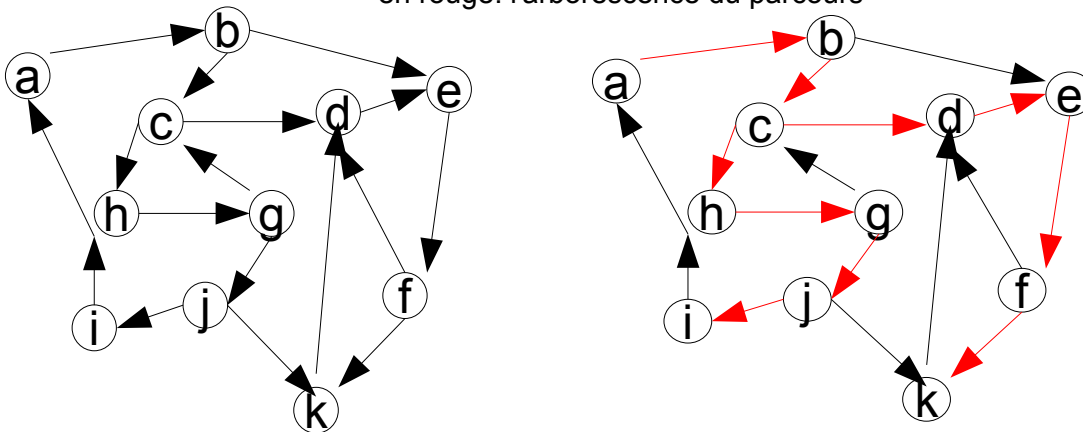 en rouge: l'arborescence du parcours
b b
a e a e
c d c d
h g h g
i j f i j f
k k